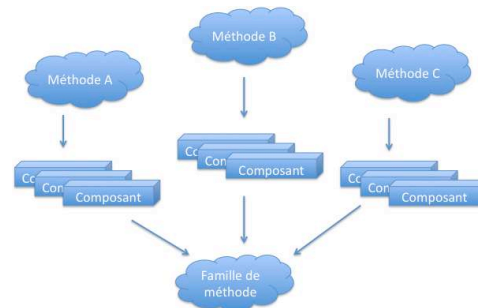 Méthode B
Méthode A
Méthode C
Composant
Composant
Composant
Famille de
méthode